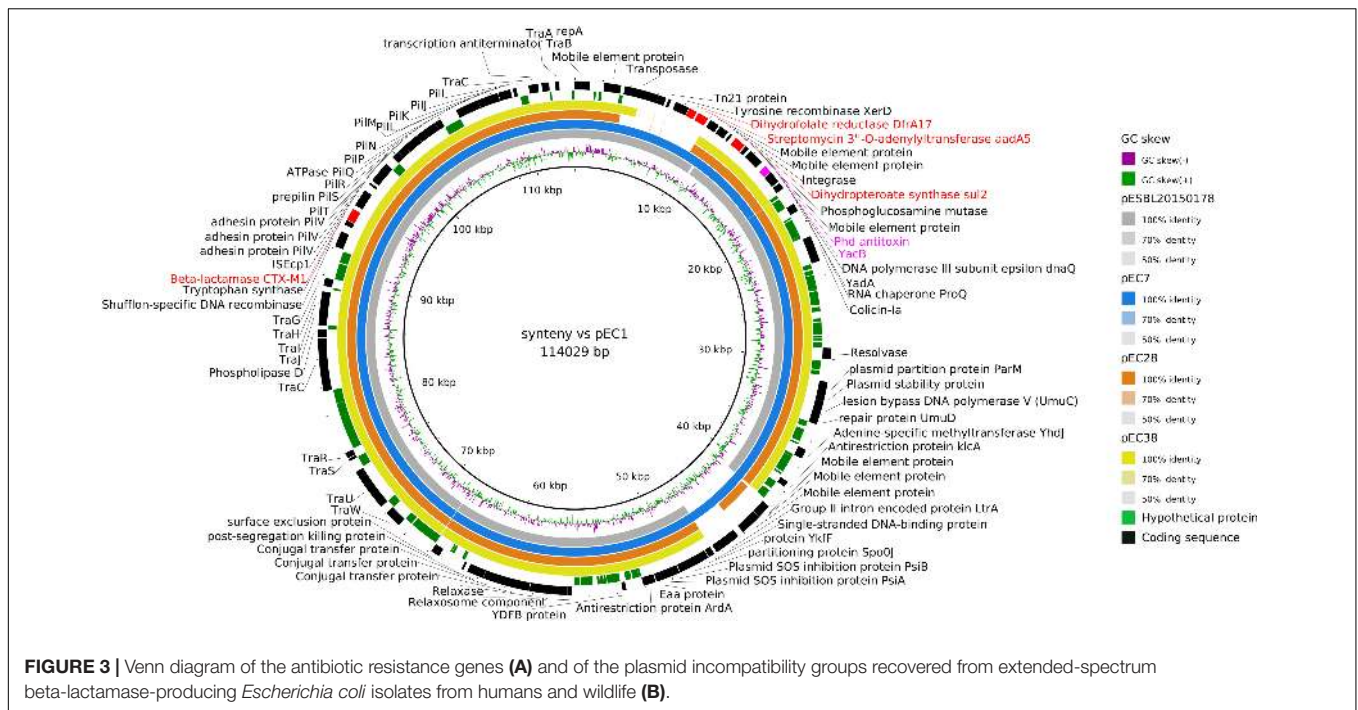 TraA repA
transcription antiterminator TraB
Mobile element protein
Transposase
TraC
PilI
PilJ
PilK
PilM PilL
PilN
PilP
ATPase PilQ
PilR
prepilin PilS
PilT
adhesin protein PilV
adhesin protein PilV
adhesin protein PilV
ISEcp1
Beta-lactamase CTX-M1
Tryptophan synthase
Shufflon-specific DNA recombinase
TraG
TraH
TraI
TraJ
Phospholipase D
TraC
TraR
TraS
TraU
TraW
surface exclusion protein
post-segregation killing protein
Conjugal transfer protein
Conjugal transfer protein
Conjugal transfer protein
Relaxase
Relaxosome component
YDFB protein
Tn21 protein
Tyrosine recombinase XerD
Dihydrofolate reductase DfrA17
Streptomycin 3"-O-adenylyltransferase aadA5
Mobile element protein
Mobile element protein
Integrase
Dihydropteroate synthase sul2
Phosphoglucosamine mutase
Mobile element protein
Phd antitoxin
YacB
DNA polymerase III subunit epsilon dnaQ
YadA
RNA chaperone ProQ
Colicin-Ia
Resolvase
plasmid partition protein ParM
Plasmid stability protein
lesion bypass DNA polymerase V (UmuC)
repair protein UmuD
Adenine-specific methyltransferase YhdJ
Antirestriction protein klcA
Mobile element protein
Mobile element protein
Mobile element protein
Group II intron encoded protein LtrA
Single-stranded DNA-binding protein
protein YkfF
partitioning protein Spo0J
Plasmid SOS inhibition protein PsiB
Plasmid SOS inhibition protein PsiA
Eaa protein
Antirestriction protein ArdA
110 kbp
10 kbp
100 kbp
20 kbp
90 kbp
synteny vs pEC1
114029 bp
30 kbp
80 kbp
40 kbp
70 kbp
50 kbp
60 kbp
GC skew
GC skew(-)
GC skew(+)
pESBL20150178
100% identity
70% identity
50% identity
pEC7
100% identity
70% identity
50% identity
pEC28
100% identity
70% identity
50% identity
pEC38
100% identity
70% identity
50% identity
Hypothetical protein
Coding sequence
FIGURE 3 | Venn diagram of the antibiotic resistance genes (A) and of the plasmid incompatibility groups recovered from extended-spectrum
beta-lactamase-producing Escherichia coli isolates from humans and wildlife (B).